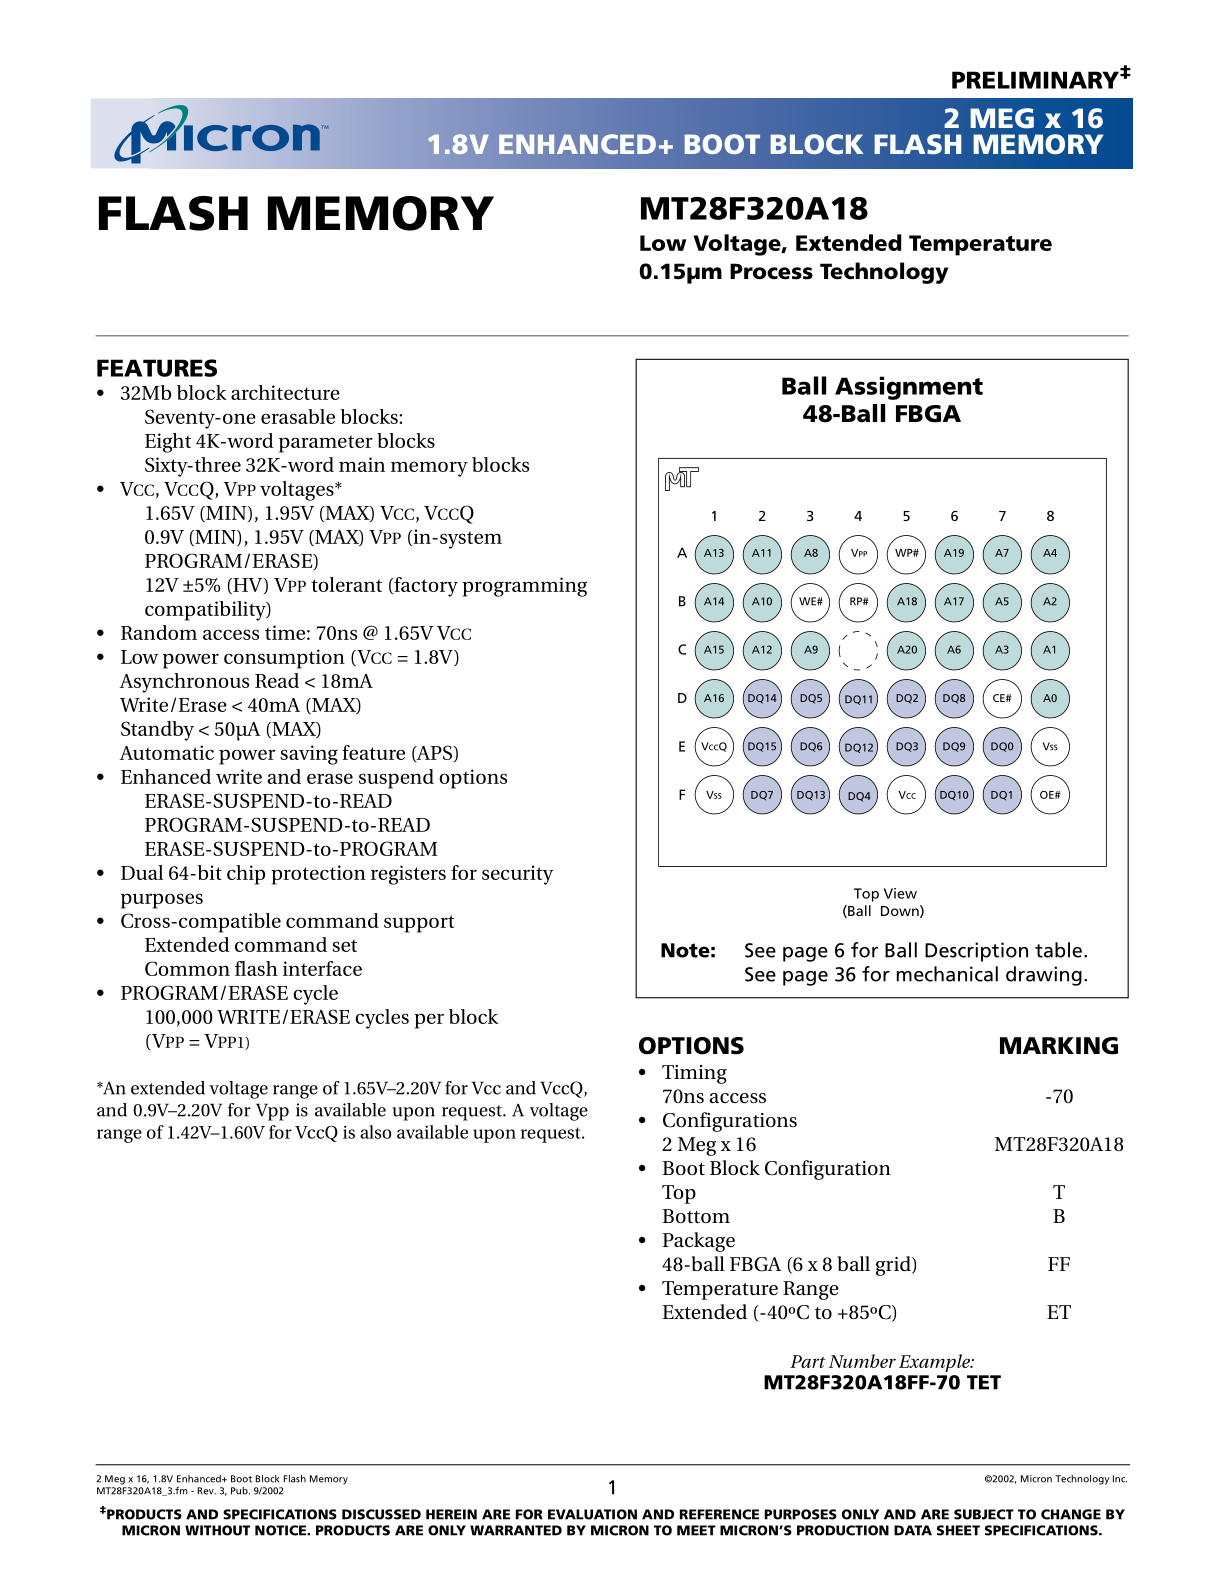 PRELIMINARY‡
Micron™
2 MEG x 16
1.8V ENHANCED+ BOOT BLOCK FLASH MEMORY
FLASH MEMORY
MT28F320A18
Low Voltage, Extended Temperature
0.15µm Process Technology
FEATURES
• 32Mb block architecture
Seventy-one erasable blocks:
Eight 4K-word parameter blocks
Sixty-three 32K-word main memory blocks
• VCC, VCCQ, VPP voltages*
1.65V (MIN), 1.95V (MAX) VCC, VCCQ
0.9V (MIN), 1.95V (MAX) VPP (in-system
PROGRAM/ERASE)
12V ±5% (HV) VPP tolerant (factory programming
compatibility)
• Random access time: 70ns @ 1.65V VCC
• Low power consumption (VCC = 1.8V)
Asynchronous Read < 18mA
Write/Erase < 40mA (MAX)
Standby < 50µA (MAX)
Automatic power saving feature (APS)
• Enhanced write and erase suspend options
ERASE-SUSPEND-to-READ
PROGRAM-SUSPEND-to-READ
ERASE-SUSPEND-to-PROGRAM
• Dual 64-bit chip protection registers for security
purposes
• Cross-compatible command support
Extended command set
Common flash interface
• PROGRAM/ERASE cycle
100,000 WRITE/ERASE cycles per block
(VPP = VPP1)
*An extended voltage range of 1.65V–2.20V for Vcc and VccQ,
and 0.9V–2.20V for Vpp is available upon request. A voltage
range of 1.42V–1.60V for VccQ is also available upon request.
Ball Assignment
48-Ball FBGA
MT
1 2 3 4 5 6 7 8
A A13 A11 A8 VPP WP# A19 A7 A4
B A14 A10 WE# RP# A18 A17 A5 A2
C A15 A12 A9 A20 A6 A3 A1
D A16 DQ14 DQ5 DQ11 DQ2 DQ8 CE# A0
E VccQ DQ15 DQ6 DQ12 DQ3 DQ9 DQ0 Vss
F Vss DQ7 DQ13 DQ4 Vcc DQ10 DQ1 OE#
Top View
(Ball Down)
Note: See page 6 for Ball Description table.
See page 36 for mechanical drawing.
OPTIONS MARKING
• Timing
70ns access -70
• Configurations
2 Meg x 16 MT28F320A18
• Boot Block Configuration
Top T
Bottom B
• Package
48-ball FBGA (6 x 8 ball grid) FF
• Temperature Range
Extended (-40ºC to +85ºC) ET
Part Number Example:
MT28F320A18FF-70 TET
2 Meg x 16, 1.8V Enhanced+ Boot Block Flash Memory
MT28F320A18_3.fm - Rev. 3, Pub. 9/2002
1
©2002, Micron Technology Inc.
‡PRODUCTS AND SPECIFICATIONS DISCUSSED HEREIN ARE FOR EVALUATION AND REFERENCE PURPOSES ONLY AND ARE SUBJECT TO CHANGE BY
MICRON WITHOUT NOTICE. PRODUCTS ARE ONLY WARRANTED BY MICRON TO MEET MICRON'S PRODUCTION DATA SHEET SPECIFICATIONS.